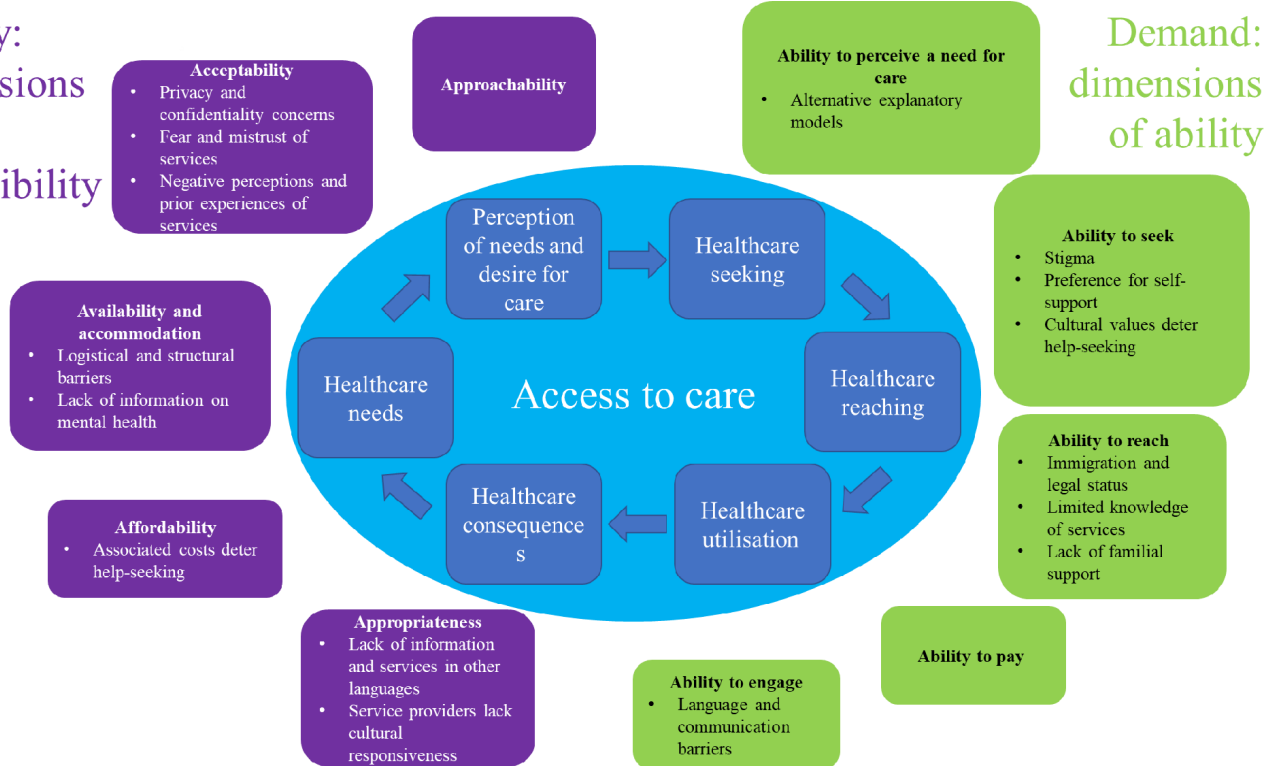 y:
sions
ibility
Acceptability
• Privacy and
confidentiality concerns
• Fear and mistrust of
services
• Negative perceptions and
prior experiences of
services
Approachability
Ability to perceive a need for
care
• Alternative explanatory
models
Demand:
dimensions
of ability
Ability to seek
• Stigma
• Preference for self-
support
• Cultural values deter
help-seeking
Availability and
accommodation
• Logistical and structural
barriers
• Lack of information on
mental health
Perception
of needs and
desire for
care
Healthcare
seeking
Healthcare
needs
Access to care
Healthcare
reaching
Healthcare
consequence
s
Healthcare
utilisation
Ability to reach
• Immigration and
legal status
• Limited knowledge
of services
• Lack of familial
support
Affordability
• Associated costs deter
help-seeking
Appropriateness
• Lack of information
and services in other
languages
• Service providers lack
cultural
responsiveness
Ability to engage
• Language and
communication
barriers
Ability to pay